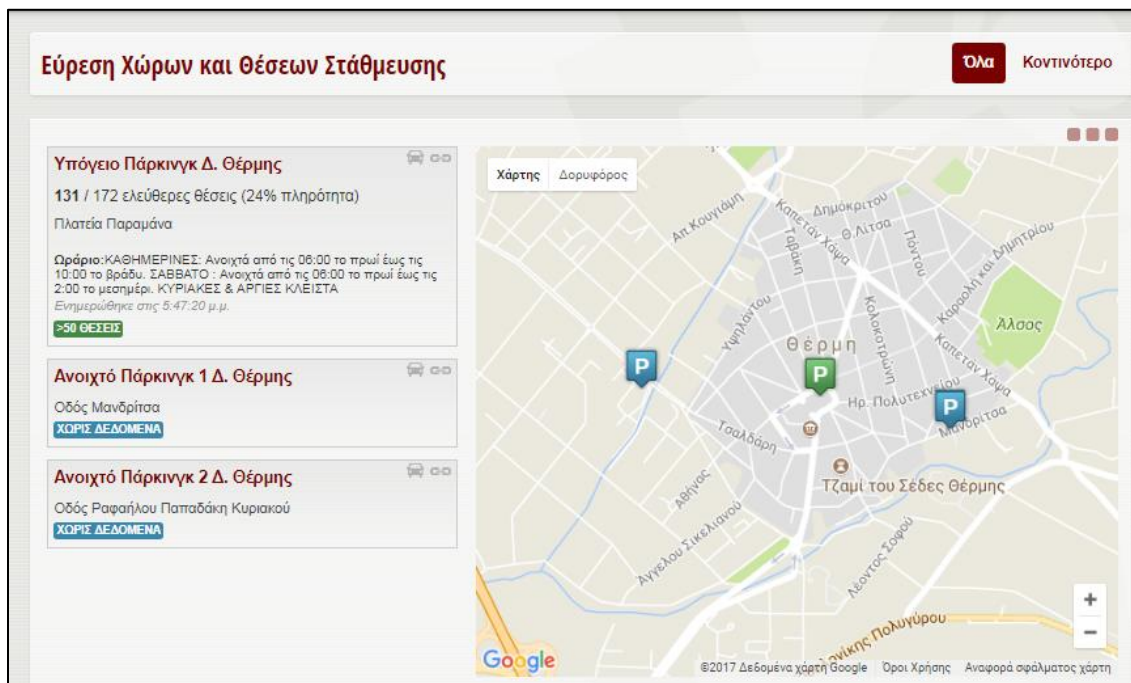 Εύρεση Χώρων και Θέσεων Στάθμευσης
Όλα
Κοντινότερο
Υπόγειο Πάρκινγκ Δ. Θέρμης
131 / 172 ελεύθερες θέσεις (24% πληρότητα)
Πλατεία Παραμάνα
Ωράριο:ΚΑΘΗΜΕΡΙΝΕΣ: Ανοιχτά από τις 06:00 το πρωί έως τις
10:00 το βράδυ. ΣΑΒΒΑΤΟ : Ανοιχτά από τις 06:00 το πρωί έως τις
2:00 το μεσημέρι. ΚΥΡΙΑΚΕΣ & ΑΡΓΙΕΣ ΚΛΕΙΣΤΑ
Ενημερώθηκε στις 5:47:20 μ.μ.
>50 ΘΕΣΕΙΣ
Ανοιχτό Πάρκινγκ 1 Δ. Θέρμης
Οδός Μανδρίτσα
ΧΩΡΙΣ ΔΕΔΟΜΕΝΑ
Ανοιχτό Πάρκινγκ 2 Δ. Θέρμης
Οδός Ραφαήλου Παπαδάκη Κυριακού
ΧΩΡΙΣ ΔΕΔΟΜΕΝΑ
Χάρτης
Δορυφόρος
Απ. Κουγιάμη
Καπετάν Χάψα
Δημόκριτου
Θ.Λίτσα
Ταβάκη
Πόντου
Καραολή και Δημητρίου
Υψηλάντου
Κολοκοτρώνη
Άλσος
Θέρμη
Καπετάν Χάψα
P
P
P
Ηρ. Πολυτεχνείου
Μανδρίτσα
Τσαλδάρη
Τζαμί του Σέδες Θέρμης
Αθήνας
Άγγελου Σικελιανού
Λέοντος Σοφού
νίκης Πολυγύρου
+
−
Google
©2017 Δεδομένα χάρτη Google
Όροι Χρήσης
Αναφορά σφάλματος χάρτη